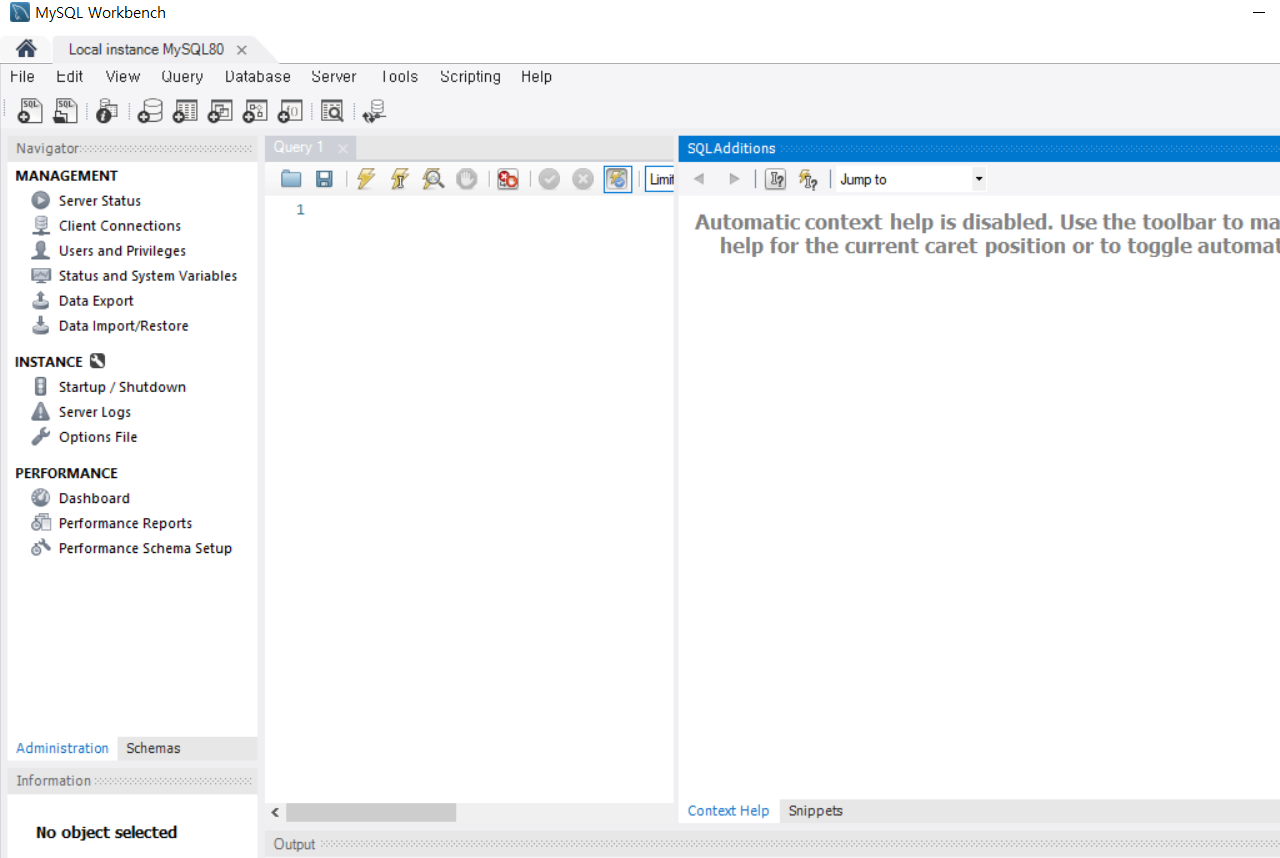 MySQL Workbench
Local instance MySQL80
File Edit View Query Database Server Tools Scripting Help
Navigator
MANAGEMENT
Server Status
Client Connections
Users and Privileges
Status and System Variables
Data Export
Data Import/Restore
INSTANCE
Startup / Shutdown
Server Logs
Options File
PERFORMANCE
Dashboard
Performance Reports
Performance Schema Setup
Administration Schemas
Information
No object selected
Query 1
Limit
1
Output
SQLAdditions
Jump to
Automatic context help is disabled. Use the toolbar to ma
help for the current caret position or to toggle automat
Context Help Snippets